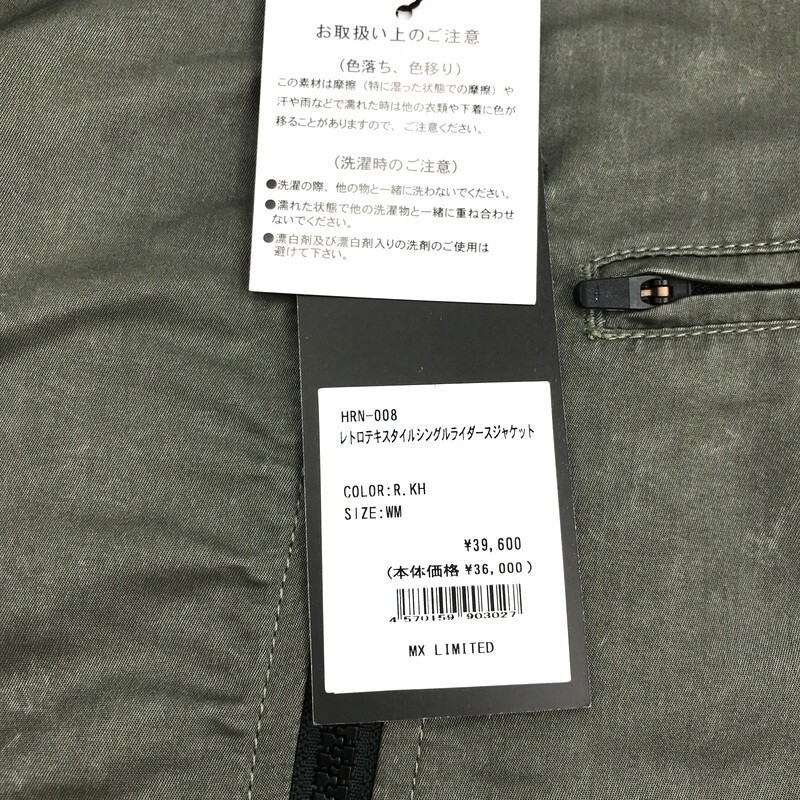 お取扱い上のご注意
（色落ち、色移り）
この素材は摩擦（特に湿った状態での摩擦）や
汗や雨などで濡れた時は他の衣類や下着に色が
移ることがありますので、ご注意ください。
（洗濯時のご注意）
●洗濯の際、他の物と一緒に洗わないでください。
●濡れた状態で他の洗濯物と一緒に重ね合わせ
ないでください。
●漂白剤及び漂白剤入りの洗剤のご使用は
避けて下さい。
HRN-008
レトロテキスタイルシングルライダースジャケット
COLOR:R.KH
SIZE:WM
¥39,600
(本体価格 ¥36,000)
4 570159 903027
MX LIMITED